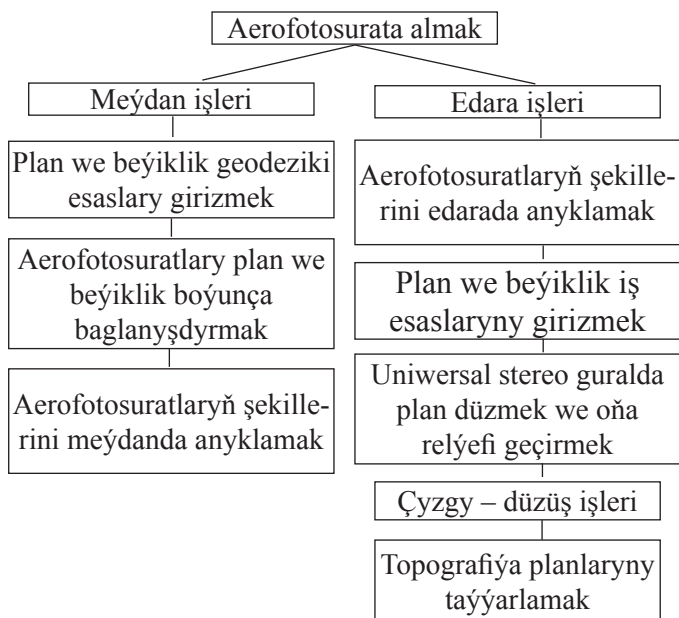 Aerofotosurata almak
Meýdan işleri
Plan we beýiklik geodeziki
esaslary girizmek
Aerofotosuratlary plan we
beýiklik boýunça
baglanyşdyrmak
Aerofotosuratlaryň şekille-
rini meýdanda anyklamak
Edara işleri
Aerofotosuratlaryň şekille-
rini edarada anyklamak
Plan we beýiklik iş
esaslaryny girizmek
Uniwersal stereo guralda
plan düzmek we oňa
relýefi geçirmek
Çyzgy – düzüş işleri
Topografiýa planlaryny
taýýarlamak